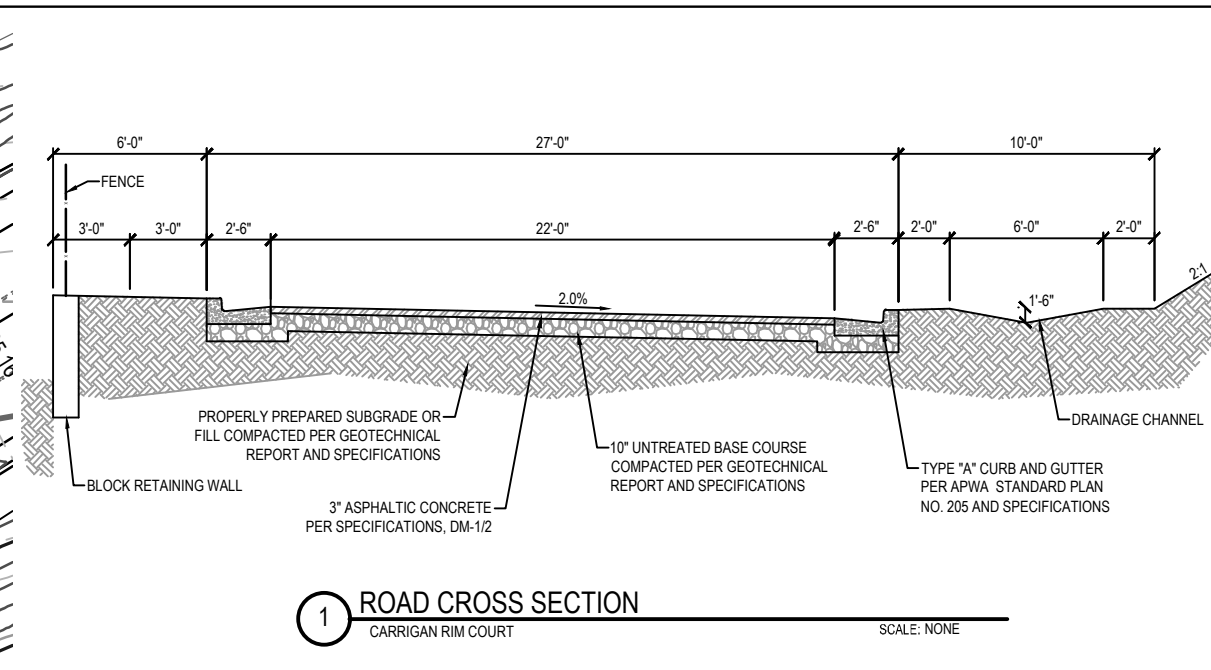 6'-0"
27'-0"
10'-0"
FENCE
3'-0"
3'-0"
2'-6"
22'-0"
2'-6"
2'-0"
6'-0"
2'-0"
2.0%
1'-6"
2:1
PROPERLY PREPARED SUBGRADE OR
FILL COMPACTED PER GEOTECHNICAL
REPORT AND SPECIFICATIONS
BLOCK RETAINING WALL
3" ASPHALTIC CONCRETE
PER SPECIFICATIONS, DM-1/2
10" UNTREATED BASE COURSE
COMPACTED PER GEOTECHNICAL
REPORT AND SPECIFICATIONS
DRAINAGE CHANNEL
TYPE "A" CURB AND GUTTER
PER APWA STANDARD PLAN
NO. 205 AND SPECIFICATIONS
1
ROAD CROSS SECTION
CARRIGAN RIM COURT
SCALE: NONE